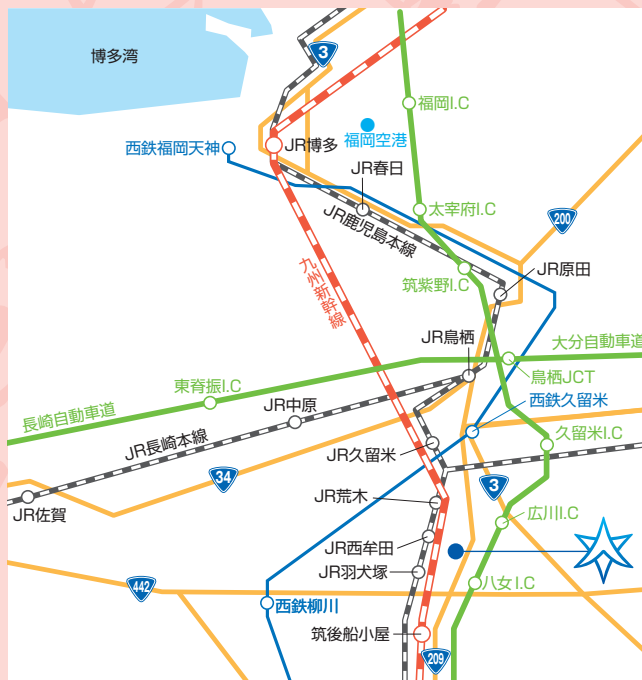 博多湾
3
福岡I.C
福岡空港
西鉄福岡天神
JR博多
JR春日
太宰府I.C
200
JR鹿児島本線
筑紫野I.C
JR原田
九州新幹線
JR鳥栖
大分自動車道
鳥栖JCT
東脊振I.C
長崎自動車道
JR中原
西鉄久留米
久留米I.C
JR長崎本線
JR久留米
34
3
JR荒木
JR佐賀
広川I.C
JR西牟田
JR羽犬塚
442
八女I.C
西鉄柳川
筑後船小屋
209